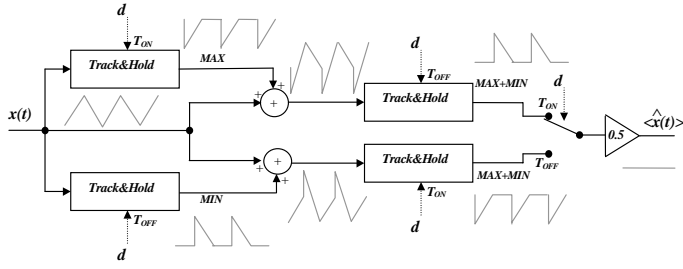 d
T_ON
Track&Hold
MAX
x(t)
+
+
+
d
T_OFF
Track&Hold
MAX+MIN
T_ON
d
0.5
<x̂(t)>
Track&Hold
MIN
T_OFF
d
+
+
+
Track&Hold
MAX+MIN
T_OFF
T_ON
d